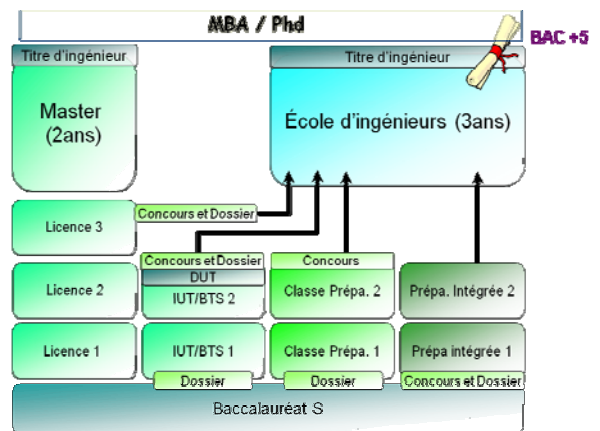 MBA / Phd
BAC +5
Titre d'ingénieur
Titre d'ingénieur
Master
(2ans)
École d'ingénieurs (3ans)
Licence 3
Concours et Dossier
Concours et Dossier
Concours
Licence 2
DUT
IUT/BTS 2
Classe Prépa. 2
Prépa. Intégrée 2
Licence 1
IUT/BTS 1
Classe Prépa. 1
Prépa intégrée 1
Dossier
Dossier
Concours et Dossier
Baccalauréat S